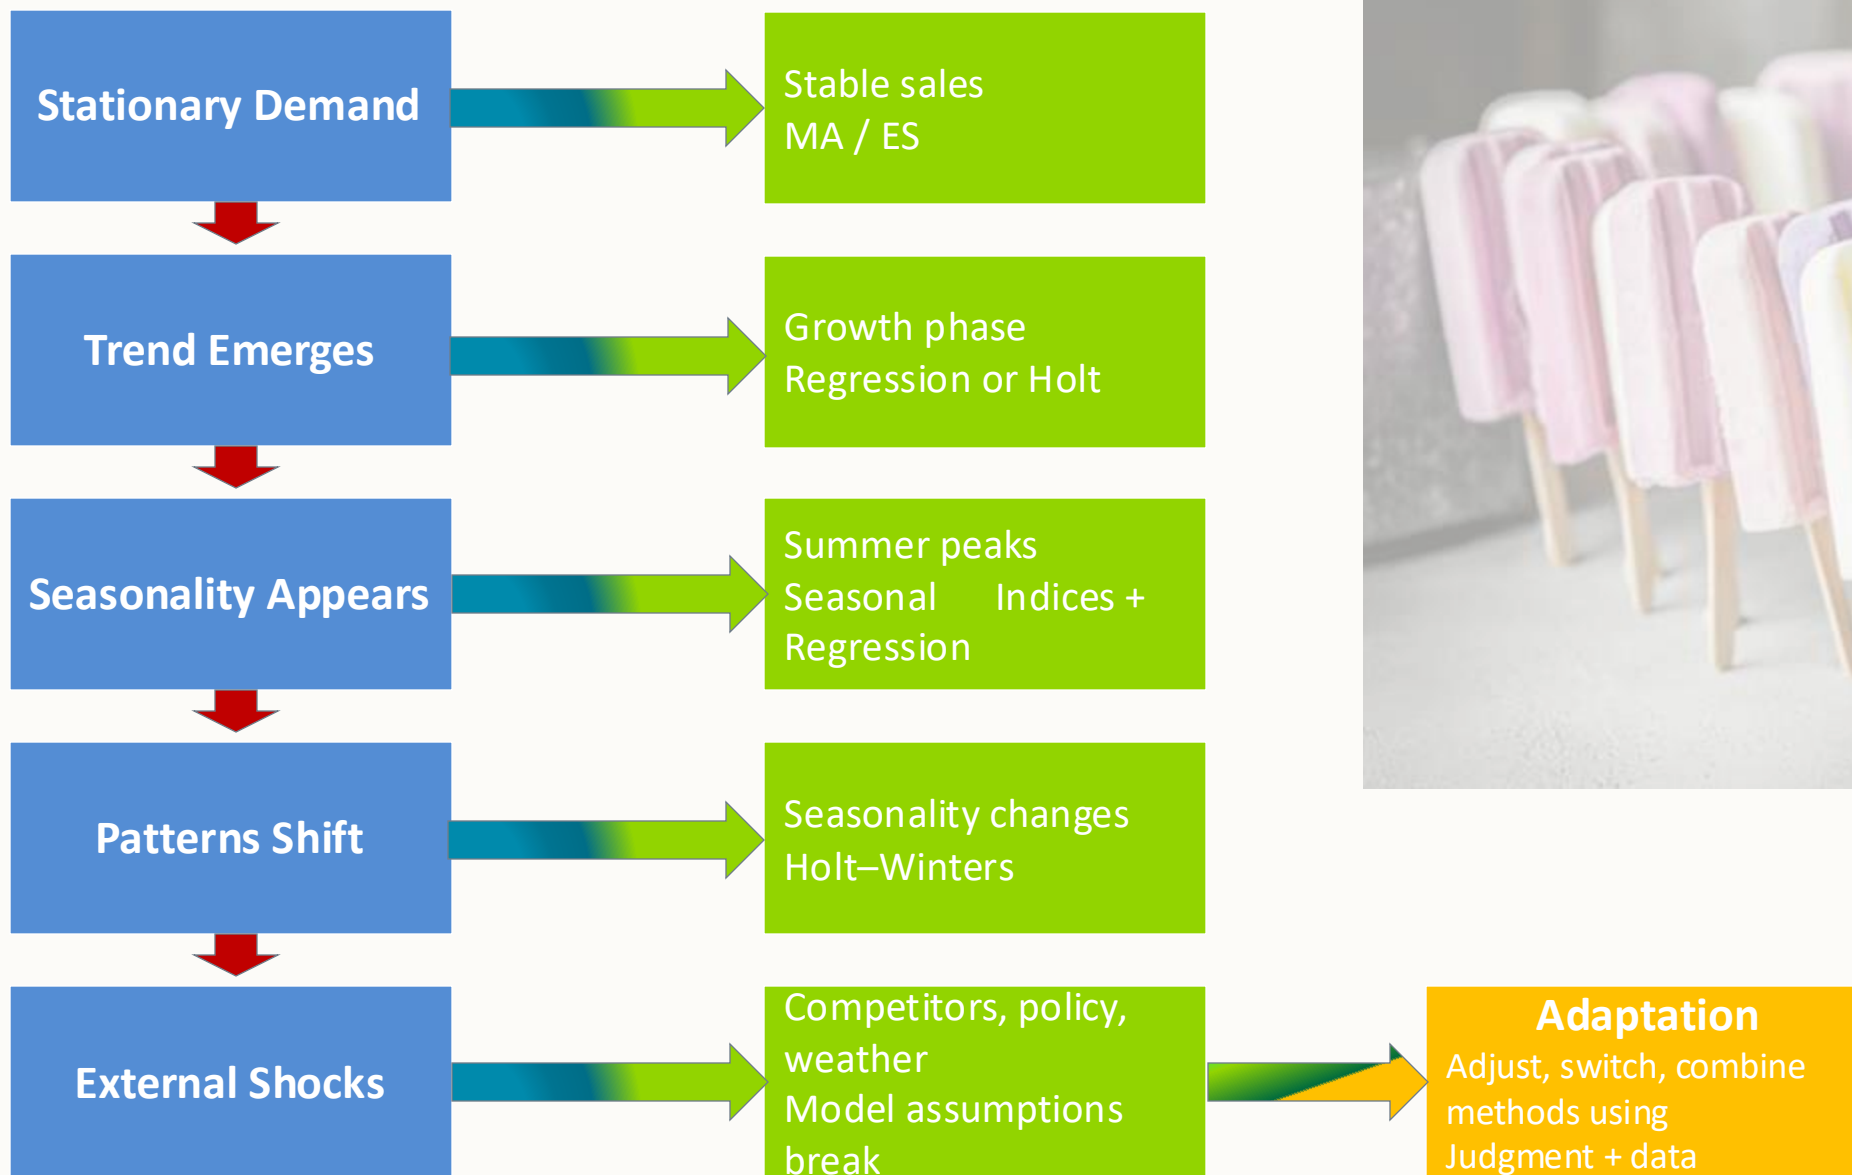 Stationary Demand
Stable sales
MA / ES
Trend Emerges
Growth phase
Regression or Holt
Seasonality Appears
Summer peaks
Seasonal Indices +
Regression
Patterns Shift
Seasonality changes
Holt–Winters
External Shocks
Competitors, policy,
weather
Model assumptions
break
Adaptation
Adjust, switch, combine
methods using
Judgment + data